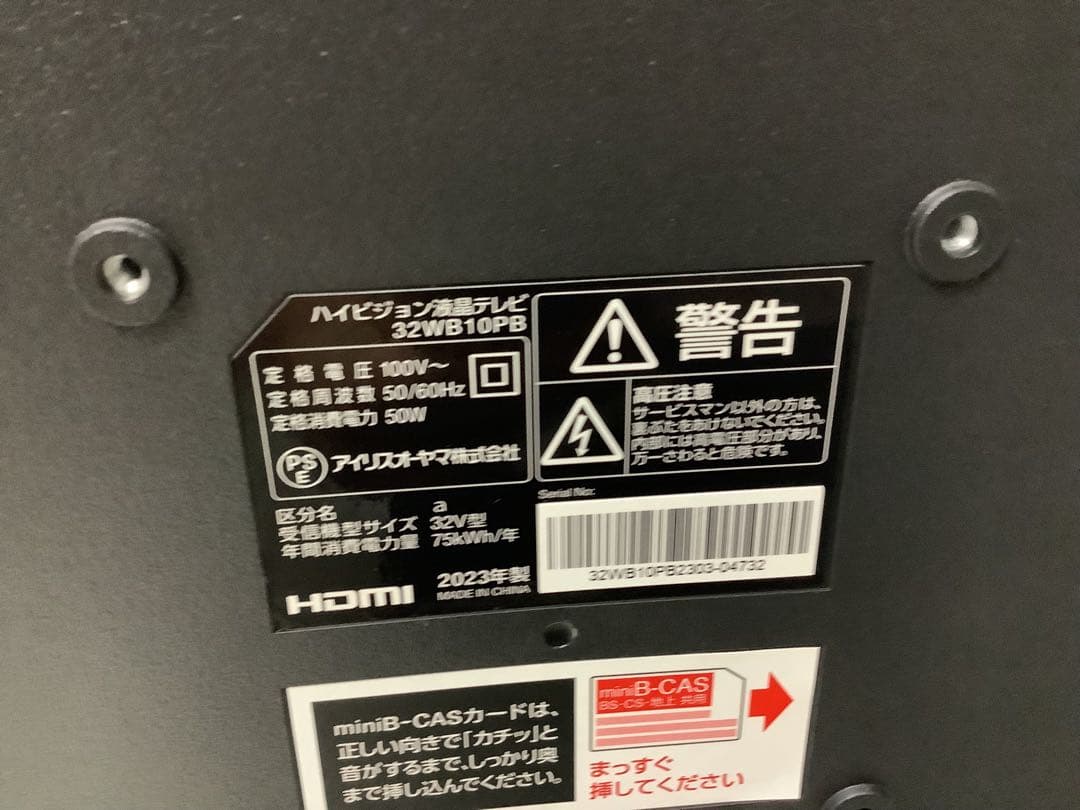 ハイビジョン液晶テレビ
32WB10PB
定格電圧 100V～
定格周波数 50/60Hz
定格消費電力 50W
PS
E
アイリスオーヤマ株式会社
区分名 a
受信機型サイズ 32V型
年間消費電力量 75kWh/年
HDMI
2023年製
MADE IN CHINA
警告
高圧注意
サービスマン以外の方は、
裏ぶたをあけないでください。
内部には高電圧部分があり、
万一さわると危険です。
Serial No:
32WB10PB2303-04732
miniB-CASカードは、
正しい向きで「カチッ」と
音がするまで、しっかり奥
まで挿し込んでください。
miniB-CAS
BS・CS・地上 共用
まっすぐ
挿してください